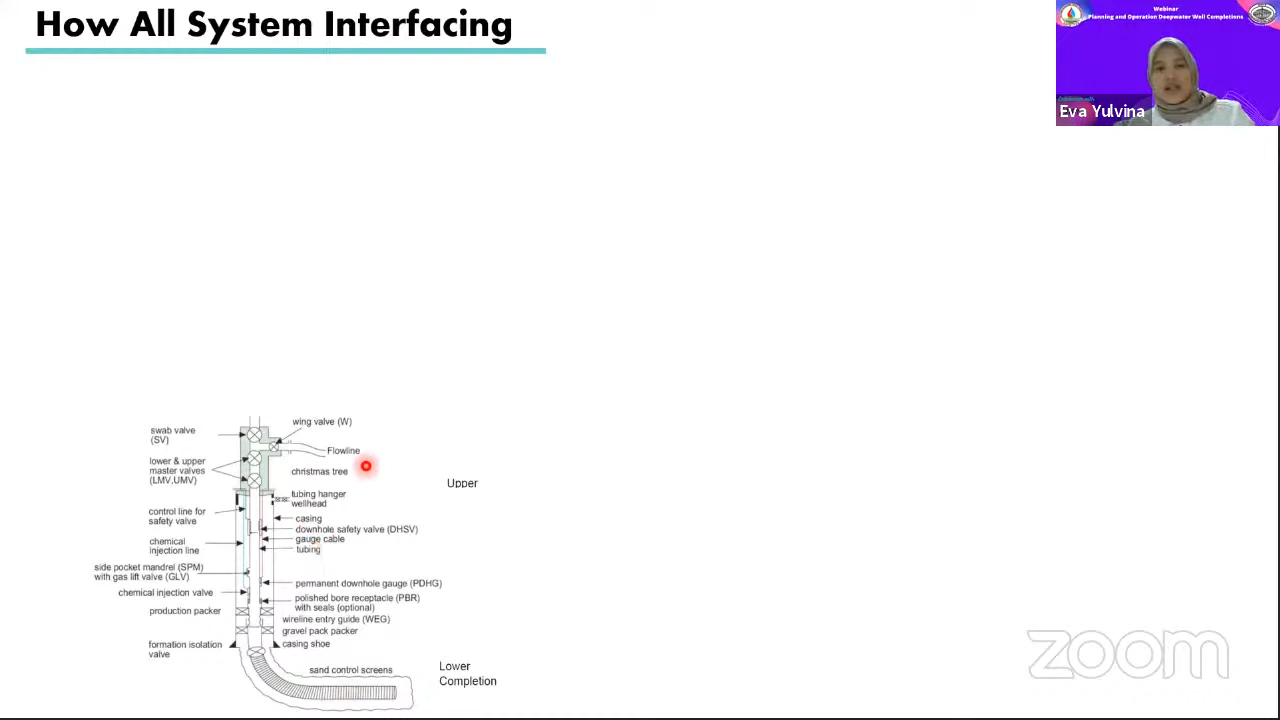 How All System Interfacing
Webinar
Planning and Operation Deepwater Well Completions
Eva Yulvina
wing valve (W)
swab valve
(SV)
Flowline
lower & upper
master valves
(LMV,UMV)
christmas tree
Upper
tubing hanger
wellhead
control line for
safety valve
casing
downhole safety valve (DHSV)
gauge cable
chemical
injection line
tubing
side pocket mandrel (SPM)
with gas lift valve (GLV)
permanent downhole gauge (PDHG)
chemical injection valve
polished bore receptacle (PBR)
with seals (optional)
production packer
wireline entry guide (WEG)
gravel pack packer
formation isolation
valve
casing shoe
sand control screens
Lower
Completion
zoom